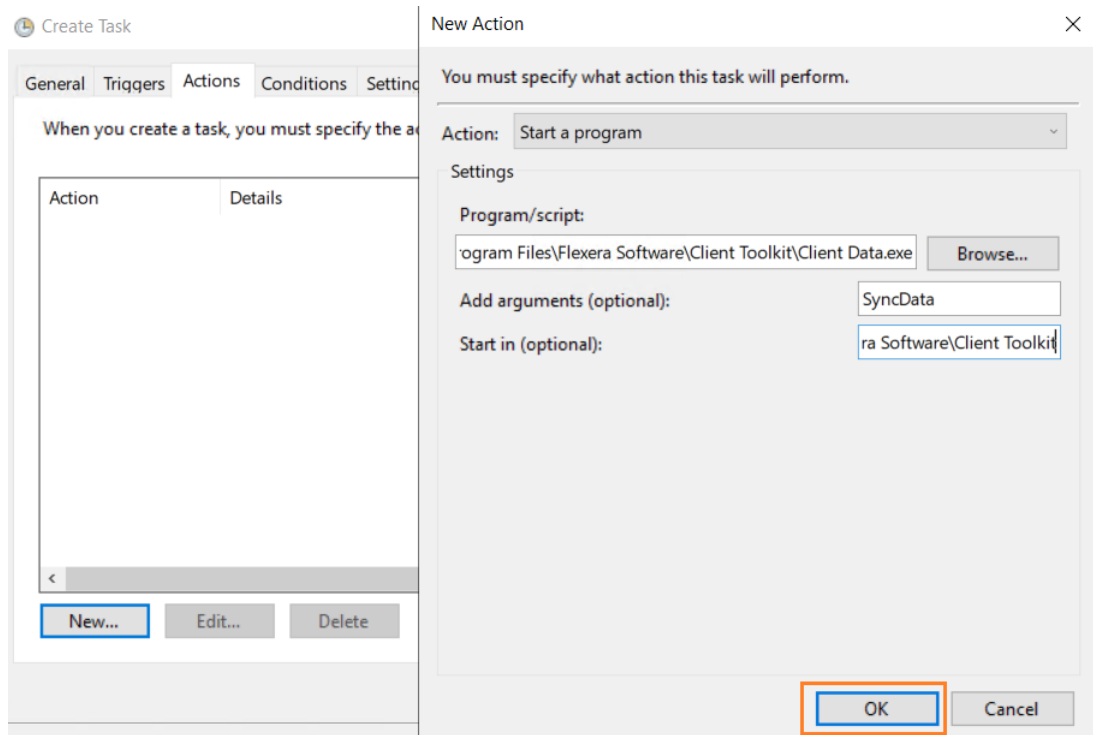 Create Task
General Triggers Actions Conditions Setting
When you create a task, you must specify the ac
Action Details
New... Edit... Delete
New Action
You must specify what action this task will perform.
Action: Start a program
Settings
Program/script:
rogram Files\Flexera Software\Client Toolkit\Client Data.exe Browse...
Add arguments (optional): SyncData
Start in (optional): ra Software\Client Toolkit
OK Cancel